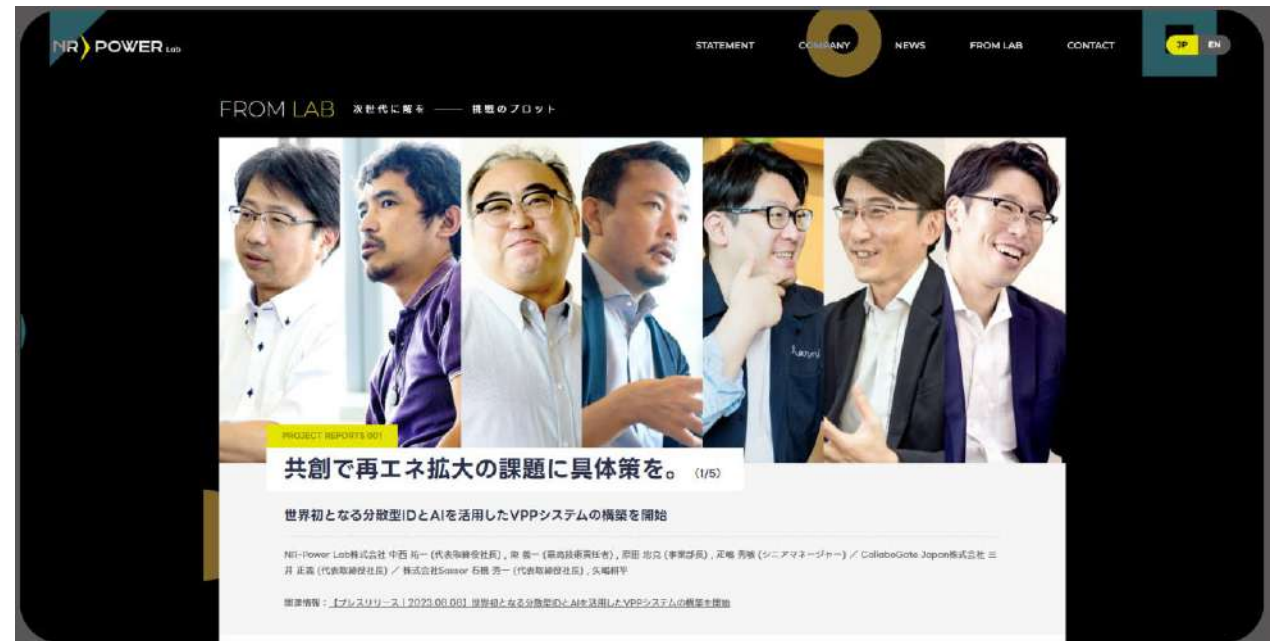 NR POWER Lab
STATEMENT
COMPANY
NEWS
FROM LAB
CONTACT
JP EN
FROM LAB 次世代に解を —— 挑戦のプロット
PROJECT REPORTS 001
共創で再エネ拡大の課題に具体策を。 (1/5)
世界初となる分散型IDとAIを活用したVPPシステムの構築を開始
NR-Power Lab株式会社 中西 祐一 (代表取締役社長) , 東 義一 (最高技術責任者) , 原田 忠克 (事業部長) , 疋嶋 秀敏 (シニアマネージャー) ／ CollaboGate Japan株式会社 三
井 正義 (代表取締役社長) ／ 株式会社Sassor 石橋 秀一 (代表取締役社長) , 矢嶋耕平
関連情報：【プレスリリース｜2023.06.06】世界初となる分散型IDとAIを活用したVPPシステムの構築を開始